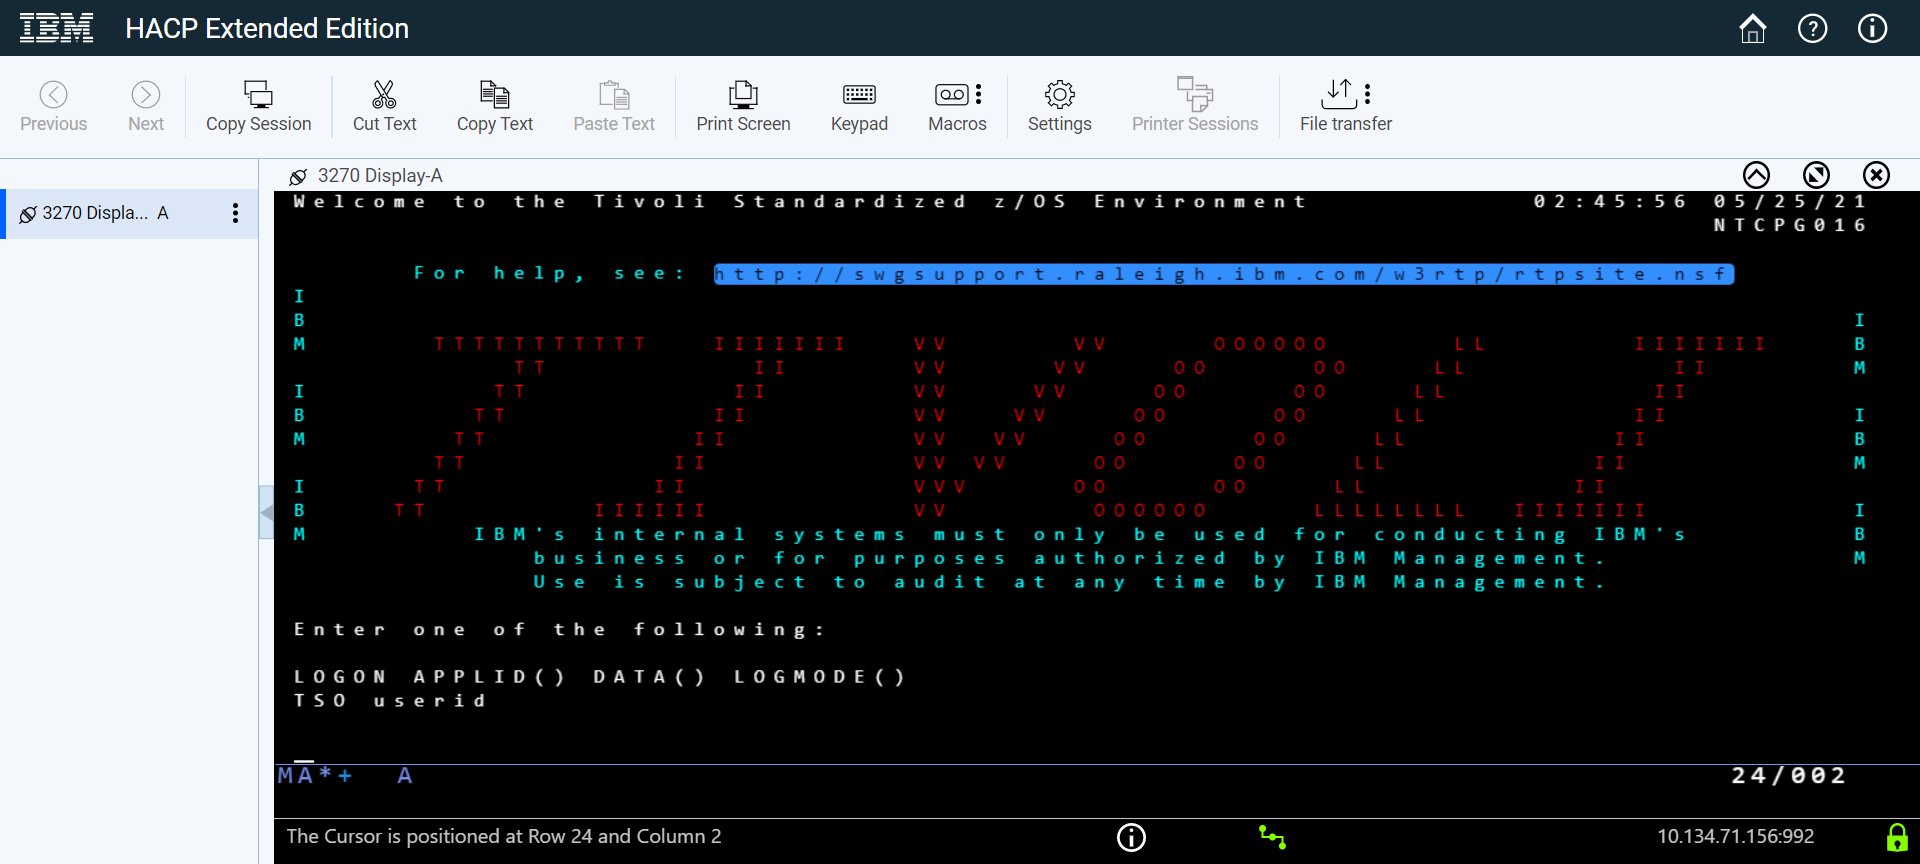 IBM HACP Extended Edition
Previous Next Copy Session Cut Text Copy Text Paste Text Print Screen Keypad Macros Settings Printer Sessions File transfer
3270 Displa... A
3270 Display-A
Welcome to the Tivoli Standardized z/OS Environment 02:45:56 05/25/21
NTCPG016
For help, see: http://swgsupport.raleigh.ibm.com/w3rtp/rtpsite.nsf
I
B I
M TTTTTTTTTTT IIIIIII VV VV OOOOOO LL IIIIIII B
TT II VV VV OO OO LL II M
I TT II VV VV OO OO LL II
B TT II VV VV OO OO LL II I
M TT II VV VV OO OO LL II B
TT II VV VV OO OO LL II M
I TT II VVV OO OO LL II
B TT IIIIII VV OOOOOO LLLLLLLL IIIIIII I
M IBM's internal systems must only be used for conducting IBM's B
business or for purposes authorized by IBM Management. M
Use is subject to audit at any time by IBM Management.
Enter one of the following:
LOGON APPLID() DATA() LOGMODE()
TSO userid
MA*+ A 24/002
The Cursor is positioned at Row 24 and Column 2 10.134.71.156:992